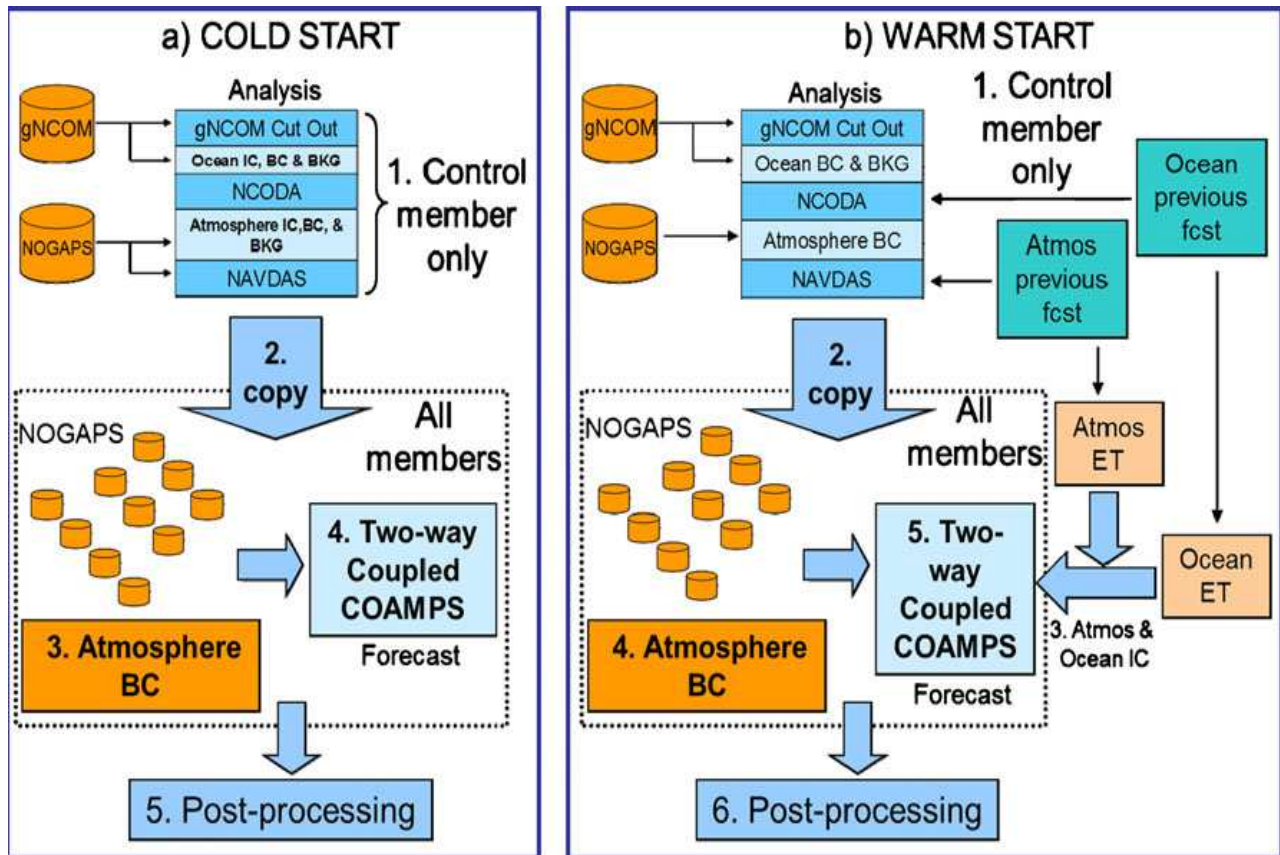 a) COLD START
gNCOM
NOGAPS
Analysis
gNCOM Cut Out
Ocean IC, BC & BKG
NCODA
Atmosphere IC,BC, &
BKG
NAVDAS
1. Control
member
only
2.
copy
NOGAPS
All
members
4. Two-way
Coupled
COAMPS
Forecast
3. Atmosphere
BC
5. Post-processing
b) WARM START
gNCOM
NOGAPS
Analysis
gNCOM Cut Out
Ocean BC & BKG
NCODA
Atmosphere BC
NAVDAS
1. Control
member
only
Ocean
previous
fcst
Atmos
previous
fcst
2.
copy
NOGAPS
All
members
Atmos
ET
Ocean
ET
3. Atmos &
Ocean IC
5. Two-
way
Coupled
COAMPS
Forecast
4. Atmosphere
BC
6. Post-processing